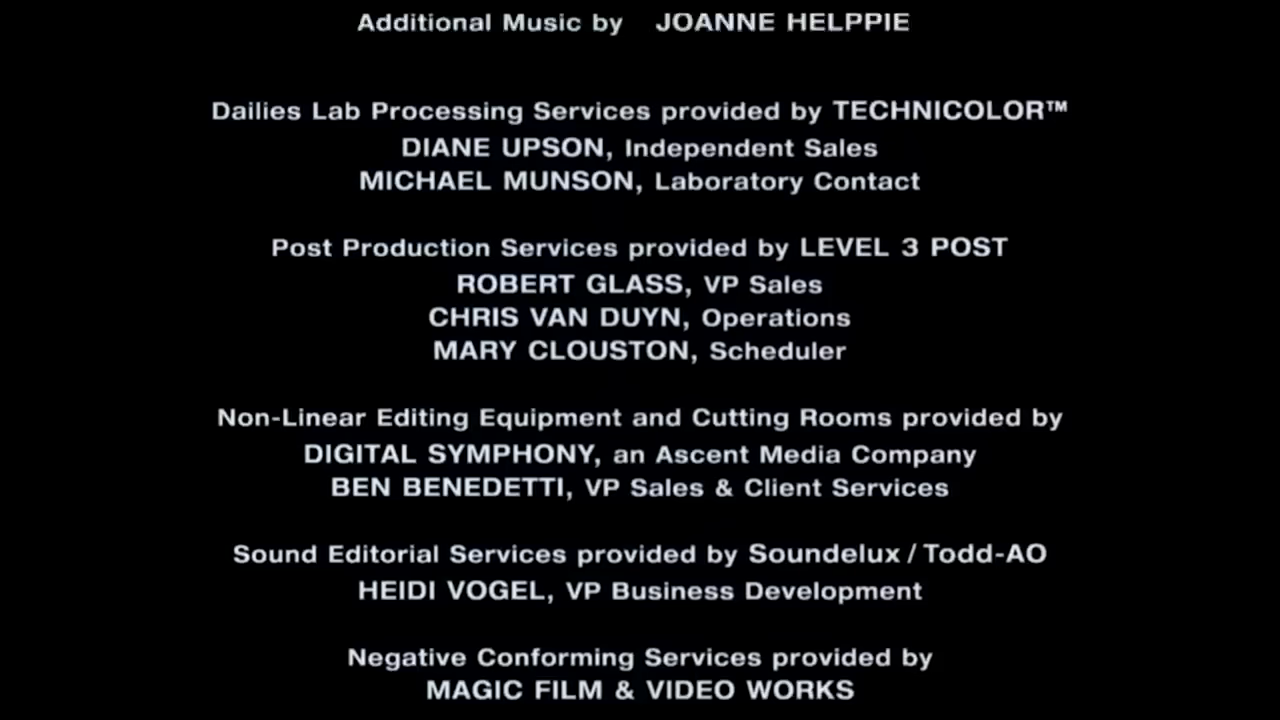 Additional Music by JOANNE HELPPIE
Dailies Lab Processing Services provided by TECHNICOLOR™
DIANE UPSON, Independent Sales
MICHAEL MUNSON, Laboratory Contact
Post Production Services provided by LEVEL 3 POST
ROBERT GLASS, VP Sales
CHRIS VAN DUYN, Operations
MARY CLOUSTON, Scheduler
Non-Linear Editing Equipment and Cutting Rooms provided by
DIGITAL SYMPHONY, an Ascent Media Company
BEN BENEDETTI, VP Sales & Client Services
Sound Editorial Services provided by Soundelux / Todd-AO
HEIDI VOGEL, VP Business Development
Negative Conforming Services provided by
MAGIC FILM & VIDEO WORKS